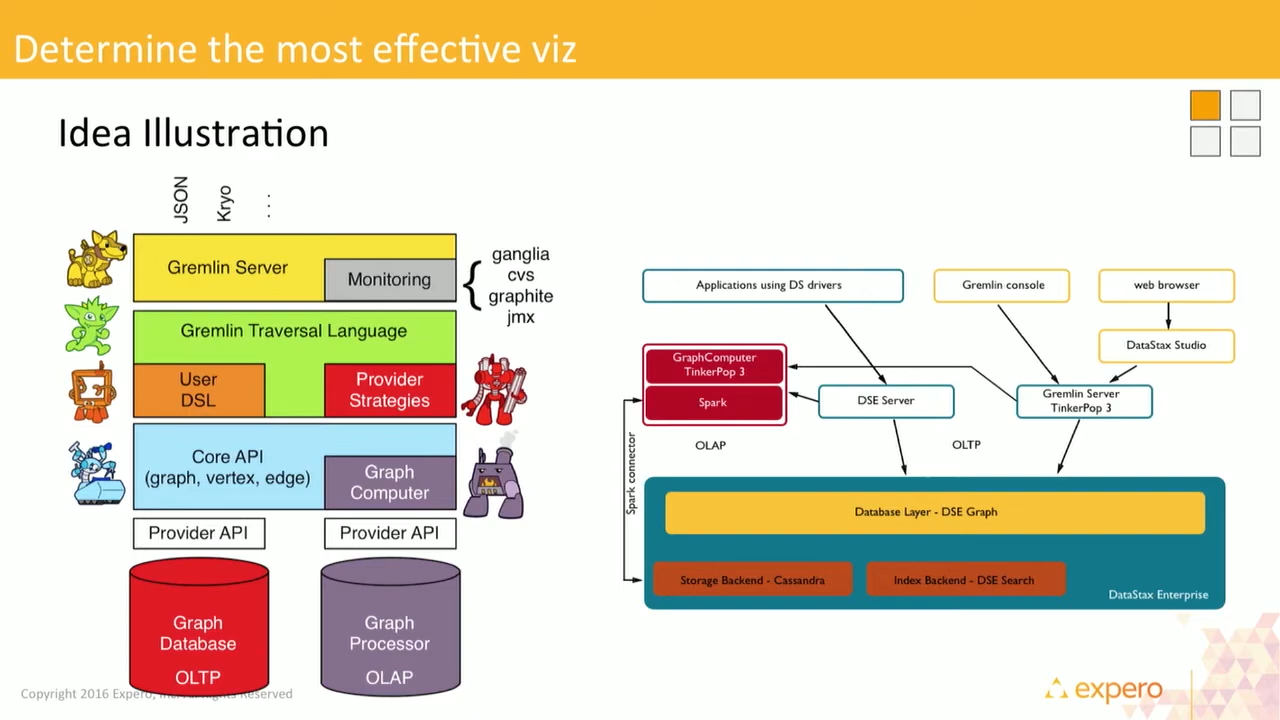 Determine the most effective viz
Idea Illustration
JSON
Kryo
. . .
Gremlin Server
Monitoring
ganglia
cvs
graphite
jmx
Gremlin Traversal Language
User
DSL
Provider
Strategies
Core API
(graph, vertex, edge)
Graph
Computer
Provider API
Provider API
Graph
Database
OLTP
Graph
Processor
OLAP
Applications using DS drivers
Gremlin console
web browser
DataStax Studio
GraphComputer
TinkerPop 3
Spark
DSE Server
Gremlin Server
TinkerPop 3
OLAP
OLTP
Spark connector
Database Layer - DSE Graph
Storage Backend - Cassandra
Index Backend - DSE Search
DataStax Enterprise
Copyright 2016 Expero, Inc. All Rights Reserved
expero